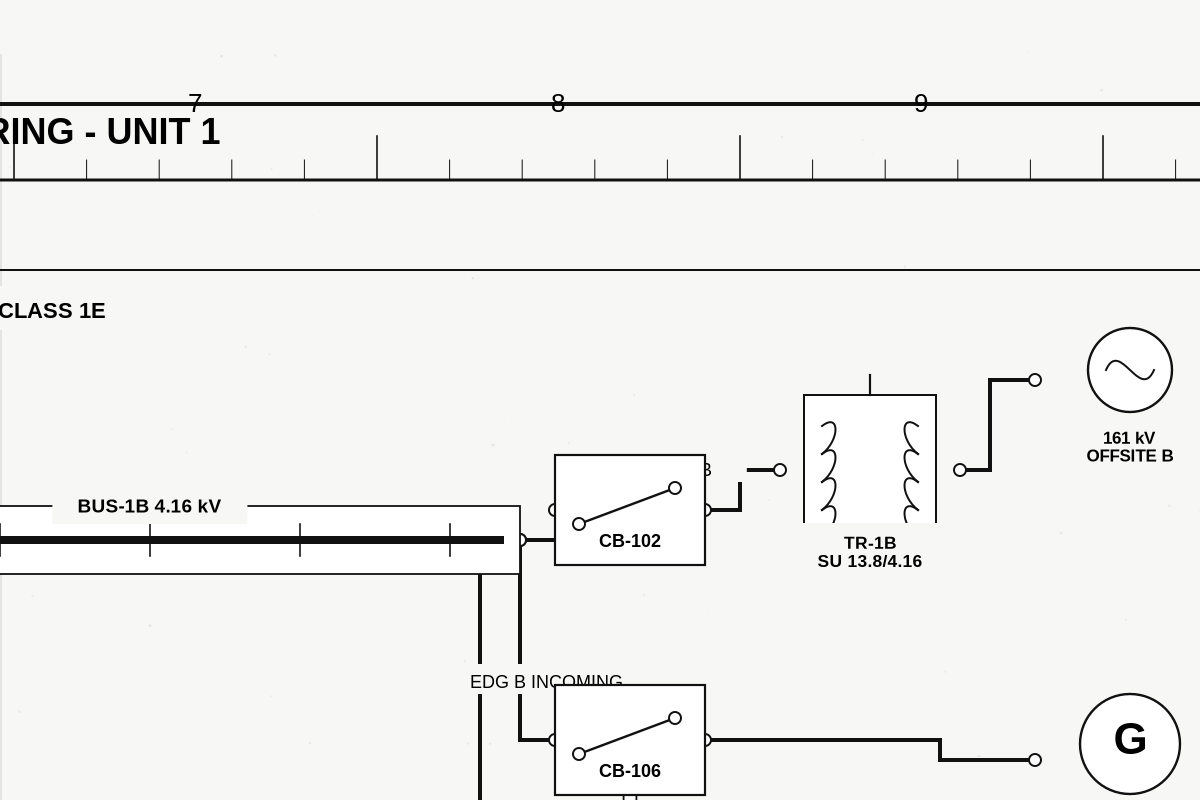 7 8 9
RING - UNIT 1
CLASS 1E
161 kV
OFFSITE B
BUS-1B 4.16 kV
CB-102
TR-1B
SU 13.8/4.16
EDG B INCOMING
CB-106
G